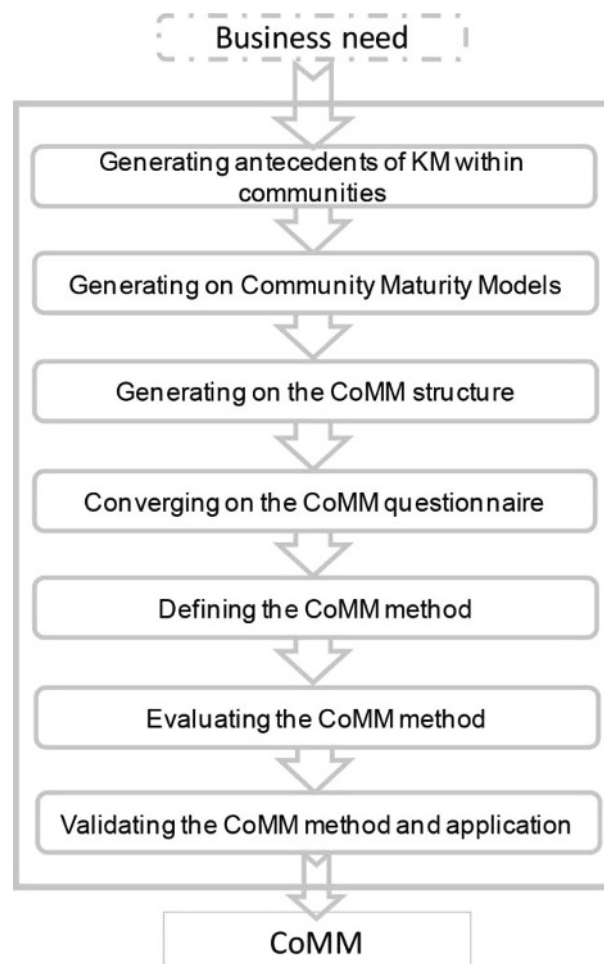 Business need
Generating antecedents of KM within
communities
Generating on Community Maturity Models
Generating on the CoMM structure
Converging on the CoMM questionnaire
Defining the CoMM method
Evaluating the CoMM method
Validating the CoMM method and application
CoMM